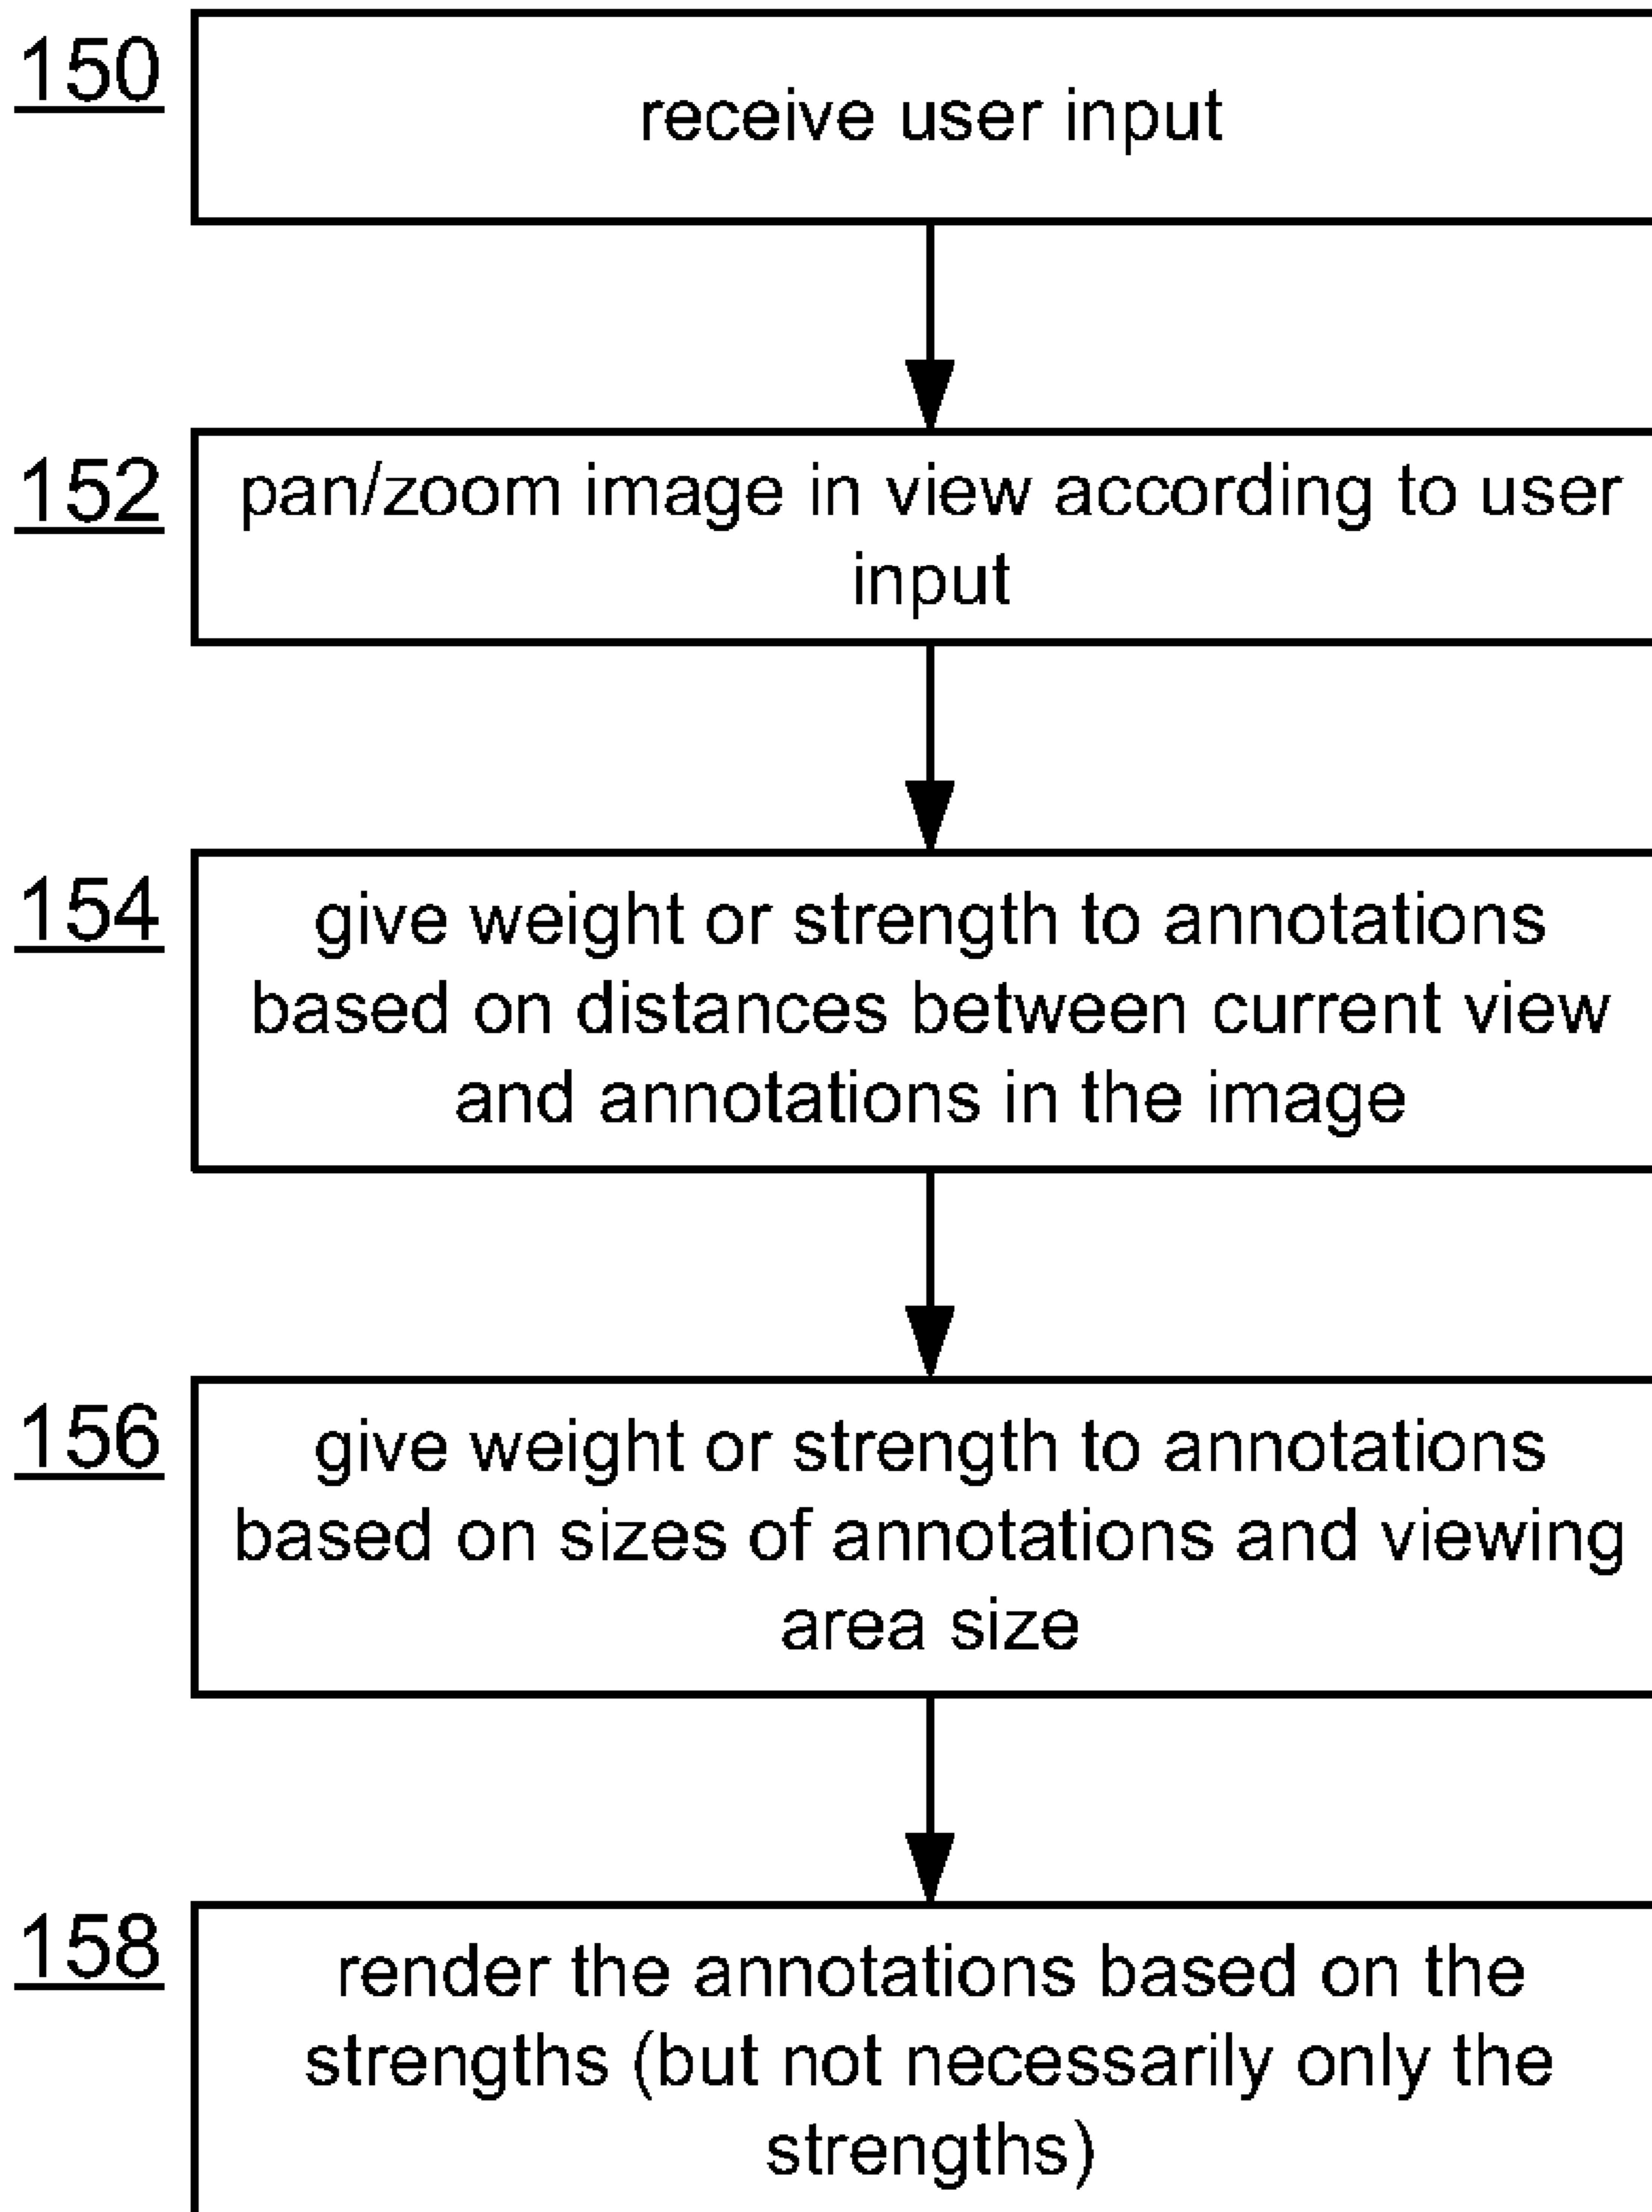 150
receive user input
152
pan/zoom image in view according to user
input
154
give weight or strength to annotations
based on distances between current view
and annotations in the image
156
give weight or strength to annotations
based on sizes of annotations and viewing
area size
158
render the annotations based on the
strengths (but not necessarily only the
strengths)